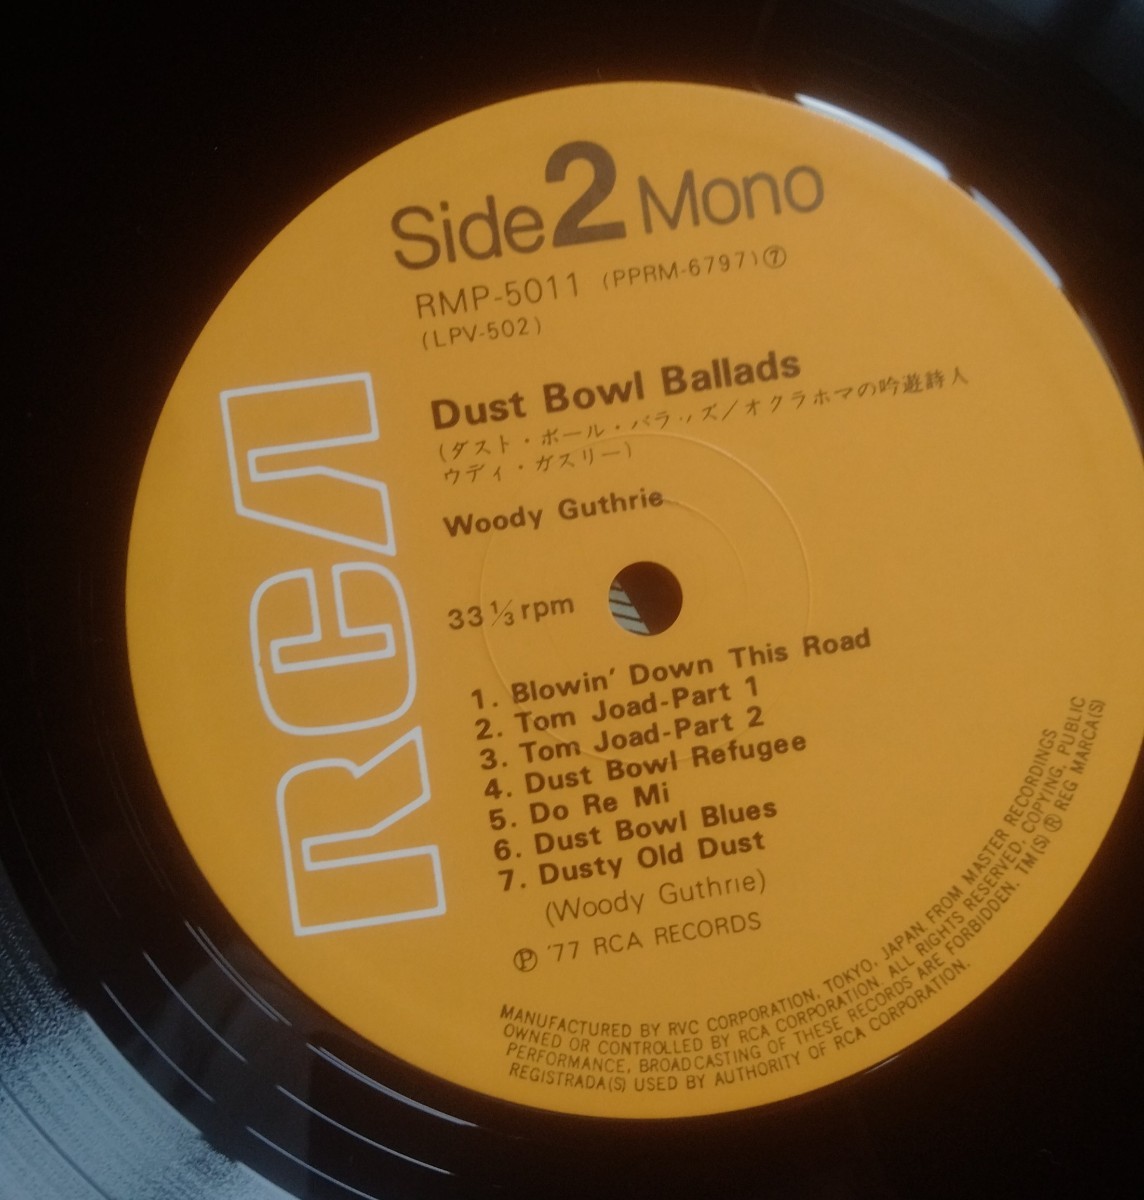 Side 2 Mono
RMP-5011 (PPRM-6797) ⑦
(LPV-502)
Dust Bowl Ballads
(ダスト・ボール・バラッズ/オクラホマの吟遊詩人
ウディ・ガスリー)
Woody Guthrie
33 1/3 rpm
1. Blowin' Down This Road
2. Tom Joad-Part 1
3. Tom Joad-Part 2
4. Dust Bowl Refugee
5. Do Re Mi
6. Dust Bowl Blues
7. Dusty Old Dust
(Woody Guthrie)
Ⓟ '77 RCA RECORDS
RCA
MANUFACTURED BY RVC CORPORATION, TOKYO, JAPAN, FROM MASTER RECORDINGS
OWNED OR CONTROLLED BY RCA CORPORATION. ALL RIGHTS RESERVED. COPYING, PUBLIC
PERFORMANCE, BROADCASTING OF THESE RECORDS ARE FORBIDDEN. TM(S) ® REG MARCA(S)
REGISTRADA(S) USED BY AUTHORITY OF RCA CORPORATION.